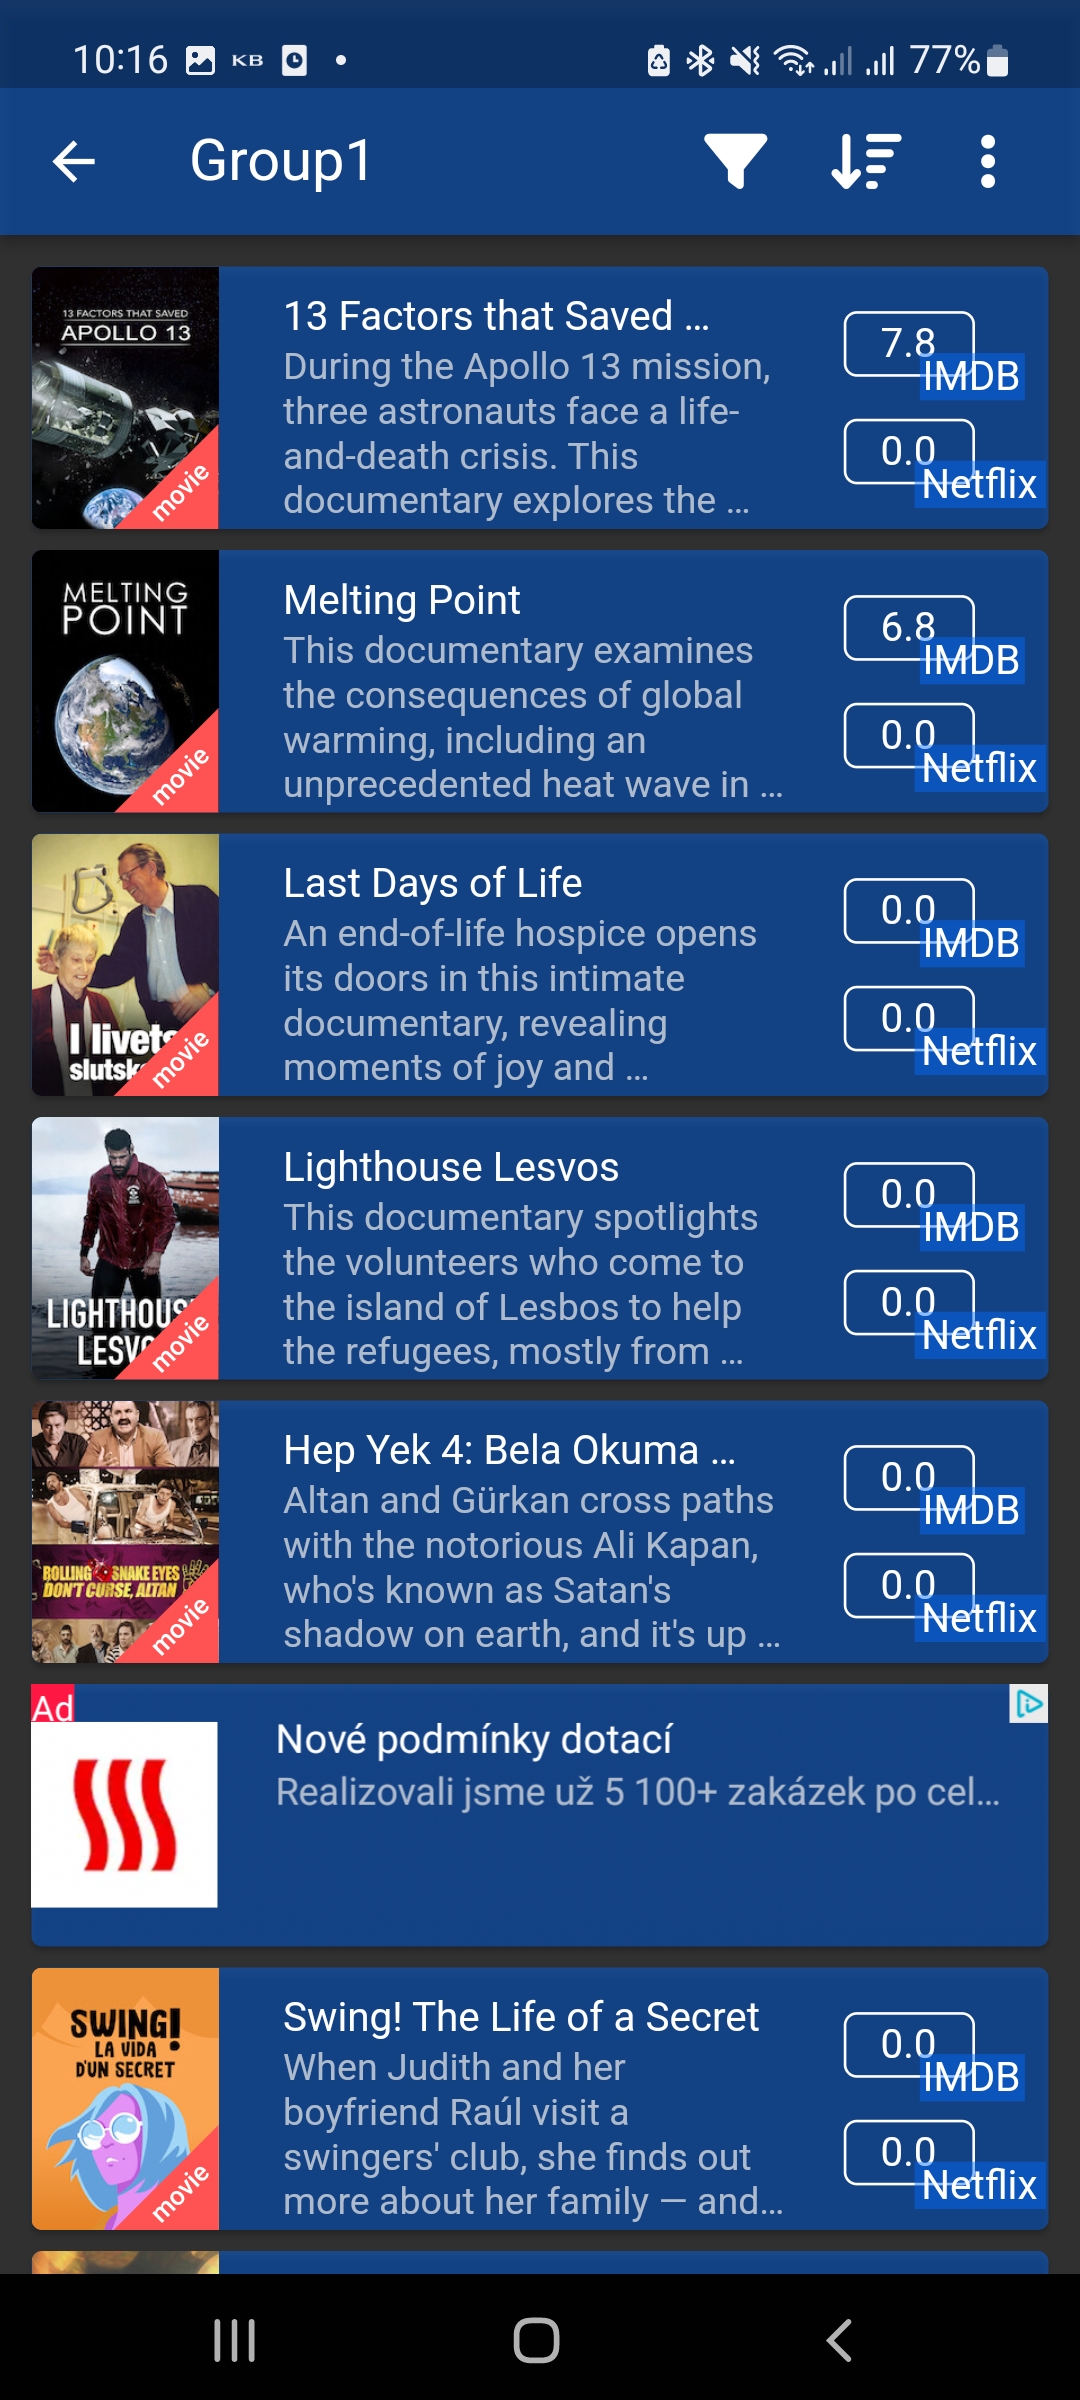 10:16 KB 77%
Group1
13 FACTORS THAT SAVED
APOLLO 13
movie
13 Factors that Saved ...
During the Apollo 13 mission,
three astronauts face a life-
and-death crisis. This
documentary explores the ...
7.8
IMDB
0.0
Netflix
MELTING
POINT
movie
Melting Point
This documentary examines
the consequences of global
warming, including an
unprecedented heat wave in ...
6.8
IMDB
0.0
Netflix
I livets
movie
Last Days of Life
An end-of-life hospice opens
its doors in this intimate
documentary, revealing
moments of joy and ...
0.0
IMDB
0.0
Netflix
movie
Lighthouse Lesvos
This documentary spotlights
the volunteers who come to
the island of Lesbos to help
the refugees, mostly from ...
0.0
IMDB
0.0
Netflix
ROLLING SNAKE EYES
DON'T CURSE, ALTAN
movie
Hep Yek 4: Bela Okuma ...
Altan and Gürkan cross paths
with the notorious Ali Kapan,
who's known as Satan's
shadow on earth, and it's up ...
0.0
IMDB
0.0
Netflix
Ad
Nové podmínky dotací
Realizovali jsme už 5 100+ zakázek po cel...
SWING!
LA VIDA
D'UN SECRET
movie
Swing! The Life of a Secret
When Judith and her
boyfriend Raúl visit a
swingers' club, she finds out
more about her family — and...
0.0
IMDB
0.0
Netflix